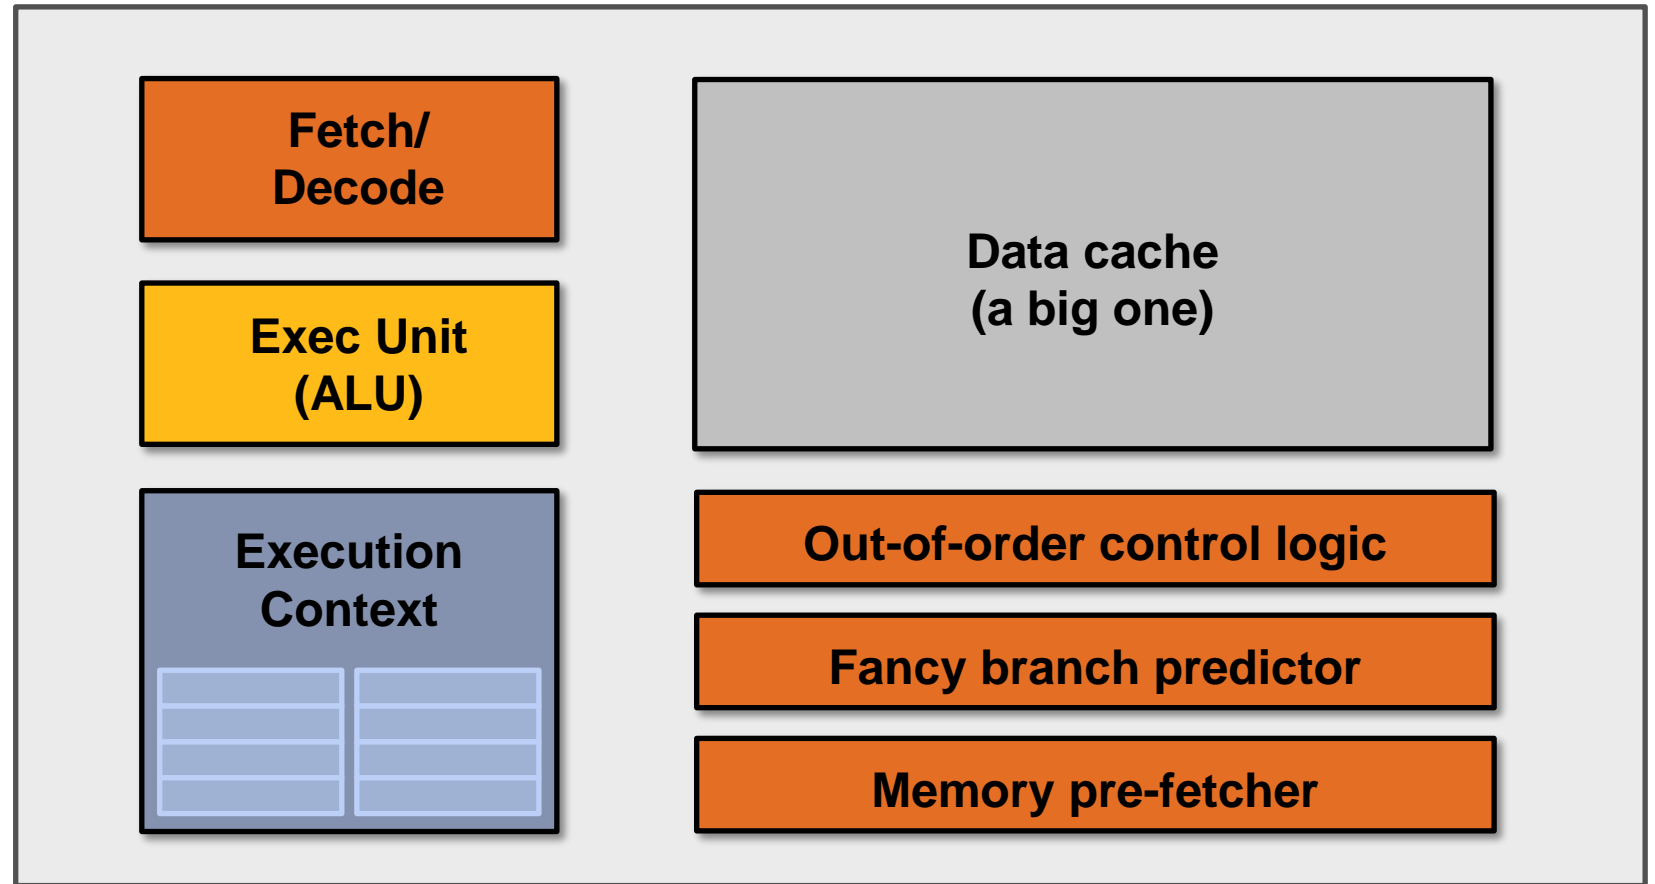 Fetch/
Decode
Exec Unit
(ALU)
Execution
Context
Data cache
(a big one)
Out-of-order control logic
Fancy branch predictor
Memory pre-fetcher